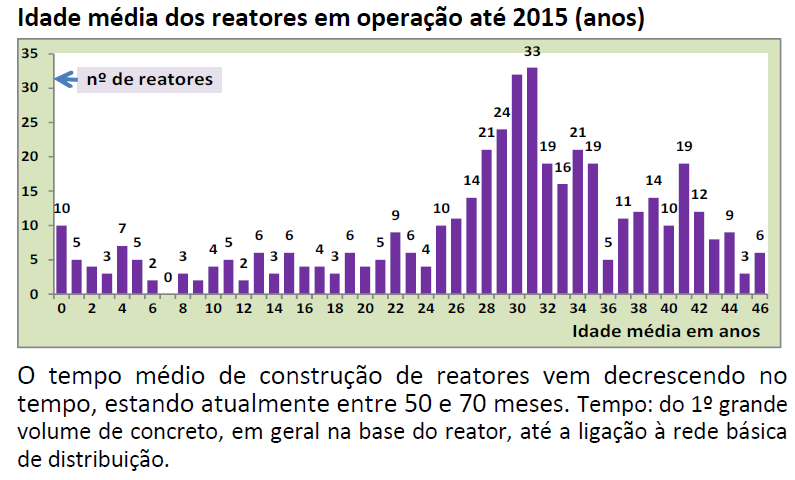 Idade média dos reatores em operação até 2015 (anos)
35
30
25
20
15
10
5
0
nº de reatores
10 5 3 7 5 2 0 3 4 5 2 6 3 6 4 3 6 5 9 6 4 10 14 21 24 33 19 16 21 19 5 11 14 10 19 12 9 3 6
0 2 4 6 8 10 12 14 16 18 20 22 24 26 28 30 32 34 36 38 40 42 44 46
Idade média em anos
O tempo médio de construção de reatores vem decrescendo no
tempo, estando atualmente entre 50 e 70 meses. Tempo: do 1º grande
volume de concreto, em geral na base do reator, até a ligação à rede básica
de distribuição.